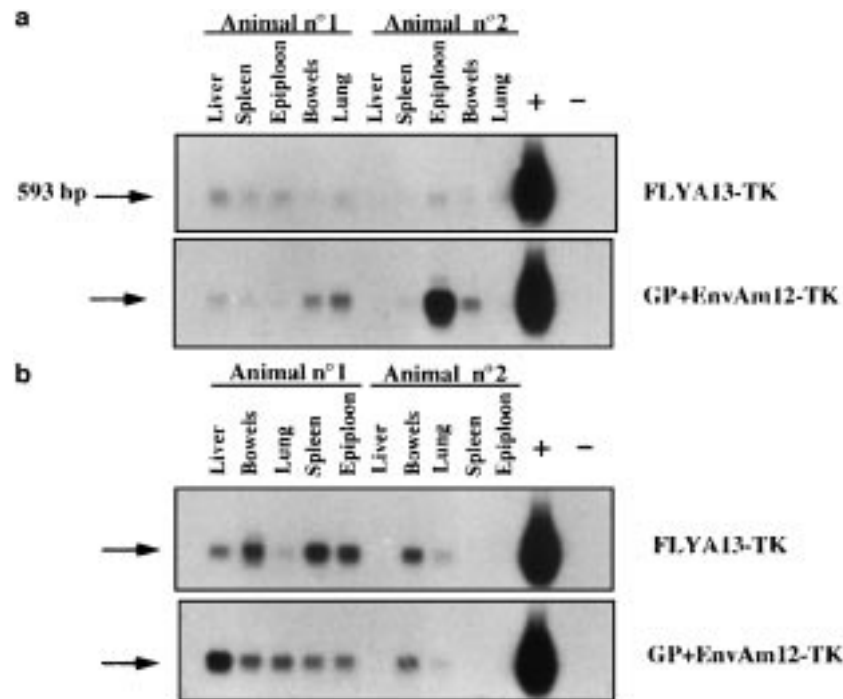 a
Animal n°1 Animal n°2
Liver Spleen Epiploon Bowels Lung Liver Spleen Epiploon Bowels Lung + −
593 bp FLYA13-TK
GP+EnvAm12-TK
b
Animal n°1 Animal n°2
Liver Bowels Lung Spleen Epiploon Liver Bowels Lung Spleen Epiploon + −
FLYA13-TK
GP+EnvAm12-TK